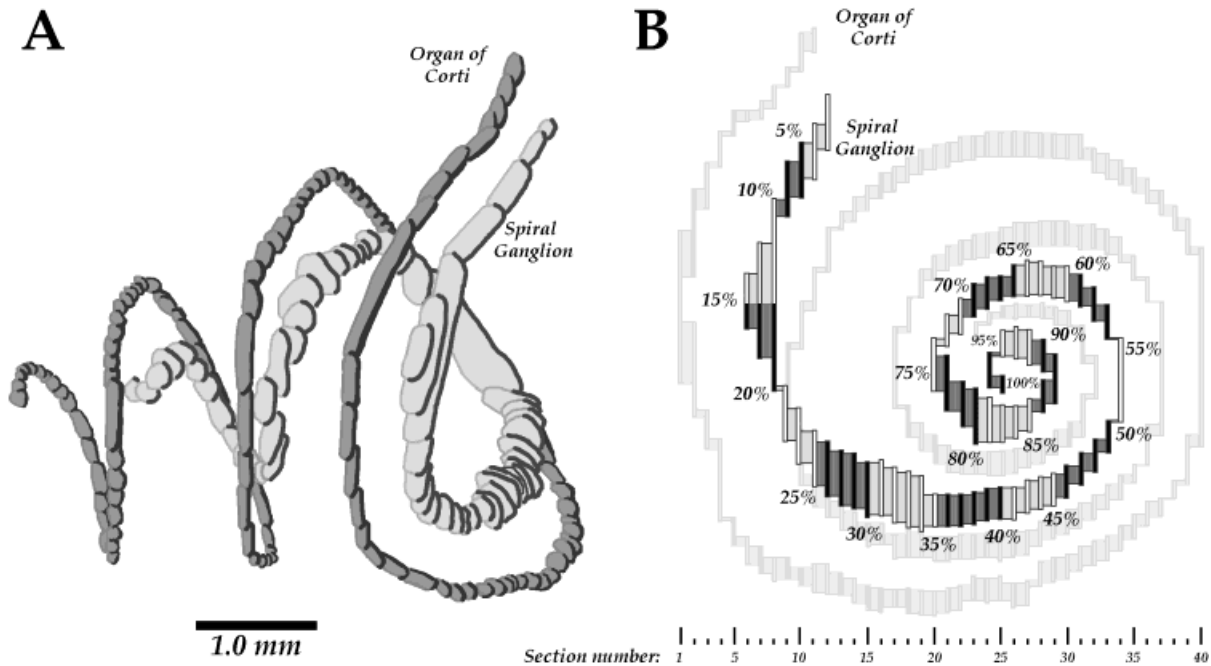 A
Organ of
Corti
Spiral
Ganglion
1.0 mm
B
Organ of
Corti
Spiral
Ganglion
5%
10%
15%
20%
25%
30%
35%
40%
45%
50%
55%
60%
65%
70%
75%
80%
85%
90%
95%
100%
Section number: 1 5 10 15 20 25 30 35 40